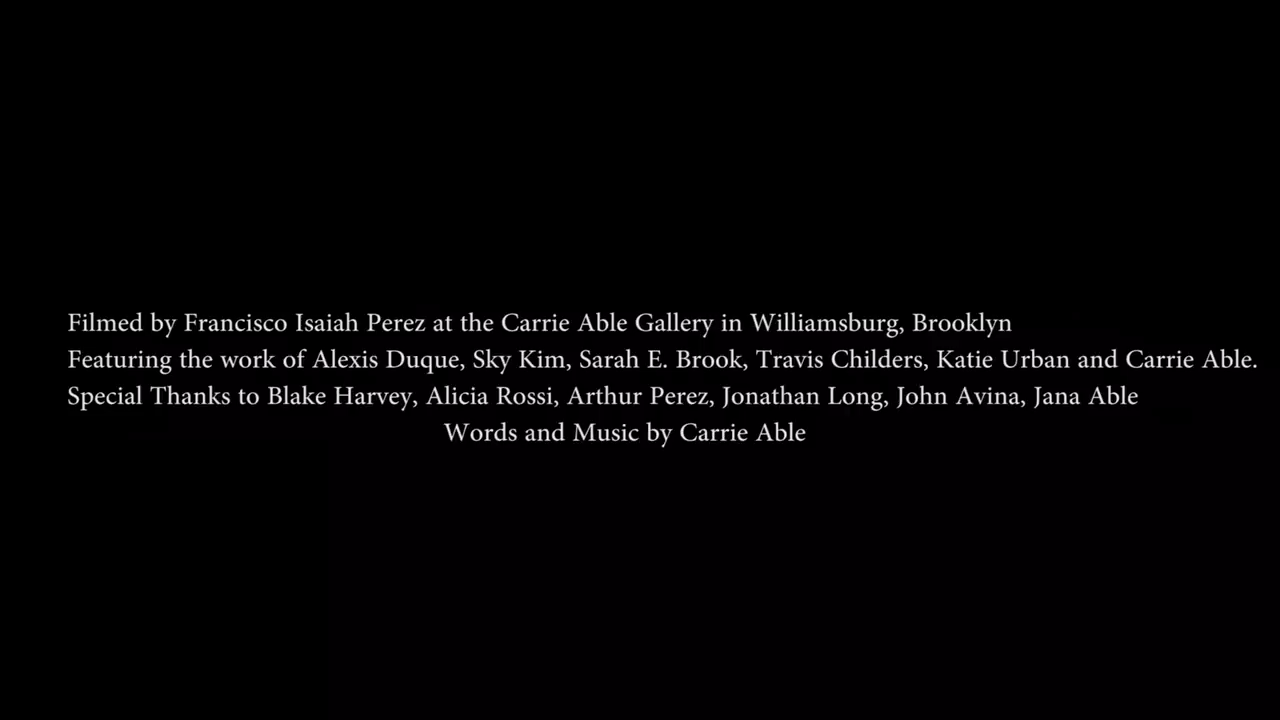 Filmed by Francisco Isaiah Perez at the Carrie Able Gallery in Williamsburg, Brooklyn
Featuring the work of Alexis Duque, Sky Kim, Sarah E. Brook, Travis Childers, Katie Urban and Carrie Able.
Special Thanks to Blake Harvey, Alicia Rossi, Arthur Perez, Jonathan Long, John Avina, Jana Able
Words and Music by Carrie Able